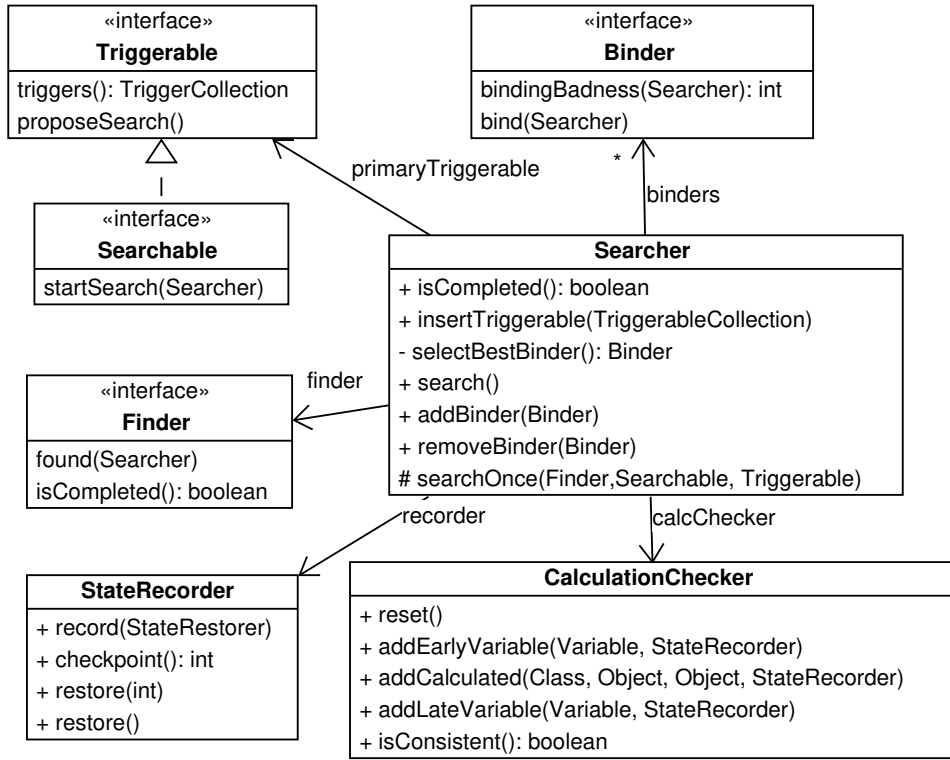 «interface»
Triggerable
triggers(): TriggerCollection
proposeSearch()
«interface»
Binder
bindingBadness(Searcher): int
bind(Searcher)
*
primaryTriggerable
binders
«interface»
Searchable
startSearch(Searcher)
Searcher
+ isCompleted(): boolean
+ insertTriggerable(TriggerableCollection)
- selectBestBinder(): Binder
+ search()
+ addBinder(Binder)
+ removeBinder(Binder)
# searchOnce(Finder,Searchable, Triggerable)
finder
«interface»
Finder
found(Searcher)
isCompleted(): boolean
recorder
calcChecker
StateRecorder
+ record(StateRestorer)
+ checkpoint(): int
+ restore(int)
+ restore()
CalculationChecker
+ reset()
+ addEarlyVariable(Variable, StateRecorder)
+ addCalculated(Class, Object, Object, StateRecorder)
+ addLateVariable(Variable, StateRecorder)
+ isConsistent(): boolean